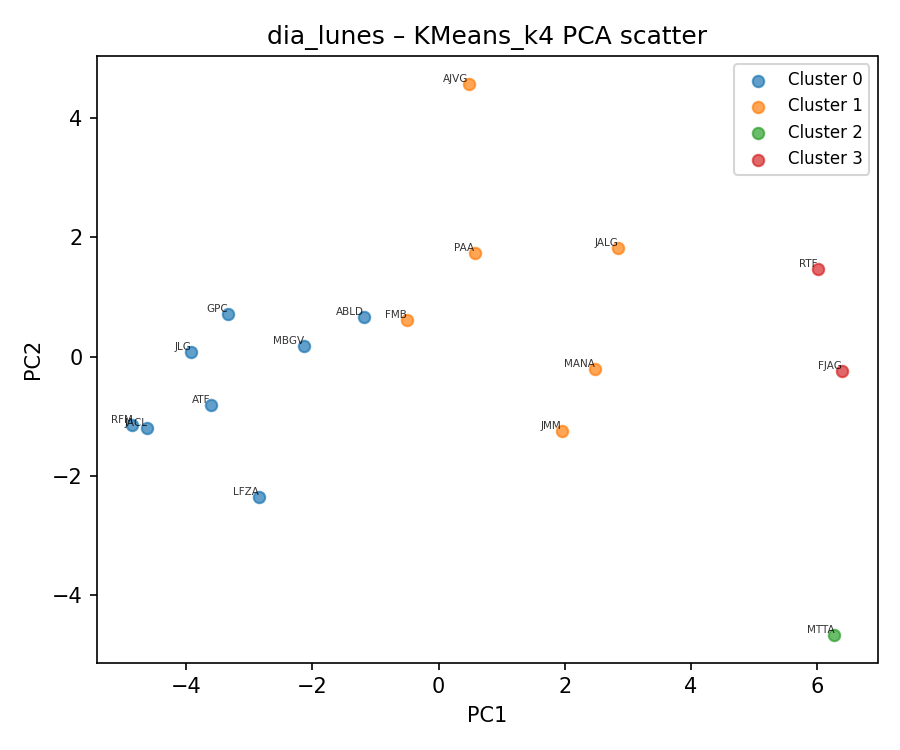 dia_lunes – KMeans_k4 PCA scatter
Cluster 0
Cluster 1
Cluster 2
Cluster 3
AJVG
PAA
JALG
RTF
GPC
ABLD
FMB
MBGV
JLG
MANA
FJAG
ATF
RFM
JACL
JMM
LFZA
MTTA
4
2
0
−2
−4
PC2
−4
−2
0
2
4
6
PC1